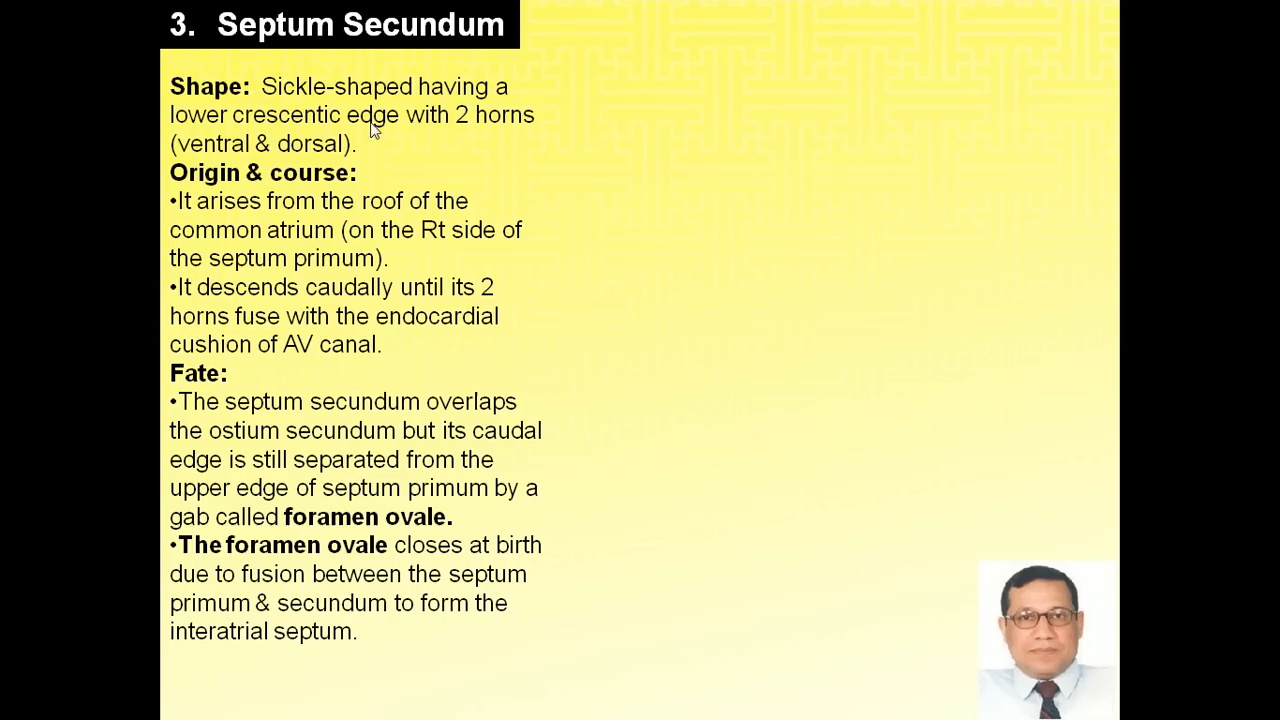 3. Septum Secundum
Shape: Sickle-shaped having a
lower crescentic edge with 2 horns
(ventral & dorsal).
Origin & course:
•It arises from the roof of the
common atrium (on the Rt side of
the septum primum).
•It descends caudally until its 2
horns fuse with the endocardial
cushion of AV canal.
Fate:
•The septum secundum overlaps
the ostium secundum but its caudal
edge is still separated from the
upper edge of septum primum by a
gab called foramen ovale.
•The foramen ovale closes at birth
due to fusion between the septum
primum & secundum to form the
interatrial septum.